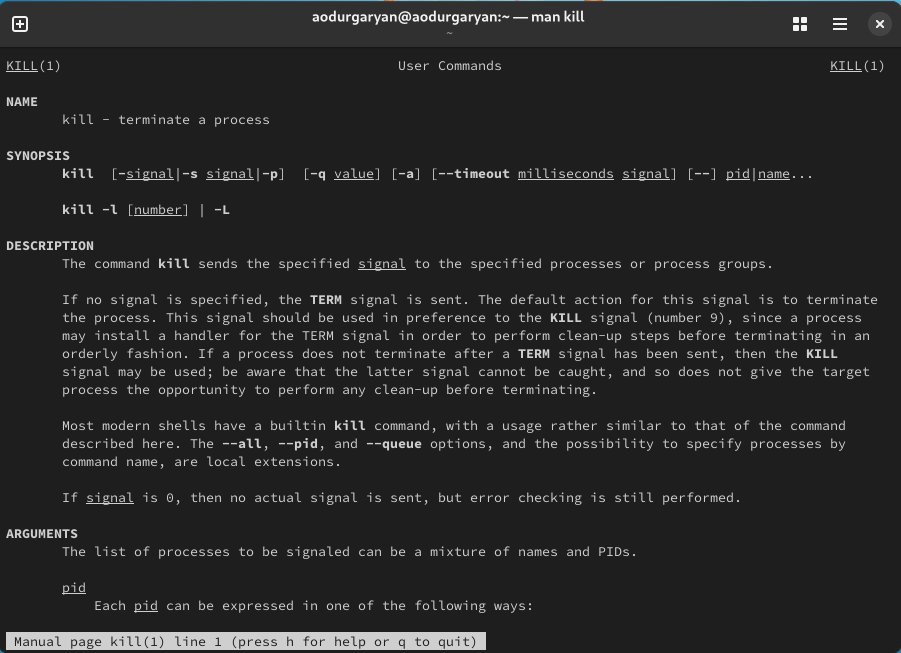 aodurgaryan@aodurgaryan:~ — man kill
~
KILL(1) User Commands KILL(1)
NAME
kill - terminate a process
SYNOPSIS
kill [-signal|-s signal|-p] [-q value] [-a] [--timeout milliseconds signal] [--] pid|name...
kill -l [number] | -L
DESCRIPTION
The command kill sends the specified signal to the specified processes or process groups.
If no signal is specified, the TERM signal is sent. The default action for this signal is to terminate
the process. This signal should be used in preference to the KILL signal (number 9), since a process
may install a handler for the TERM signal in order to perform clean-up steps before terminating in an
orderly fashion. If a process does not terminate after a TERM signal has been sent, then the KILL
signal may be used; be aware that the latter signal cannot be caught, and so does not give the target
process the opportunity to perform any clean-up before terminating.
Most modern shells have a builtin kill command, with a usage rather similar to that of the command
described here. The --all, --pid, and --queue options, and the possibility to specify processes by
command name, are local extensions.
If signal is 0, then no actual signal is sent, but error checking is still performed.
ARGUMENTS
The list of processes to be signaled can be a mixture of names and PIDs.
pid
Each pid can be expressed in one of the following ways:
Manual page kill(1) line 1 (press h for help or q to quit)